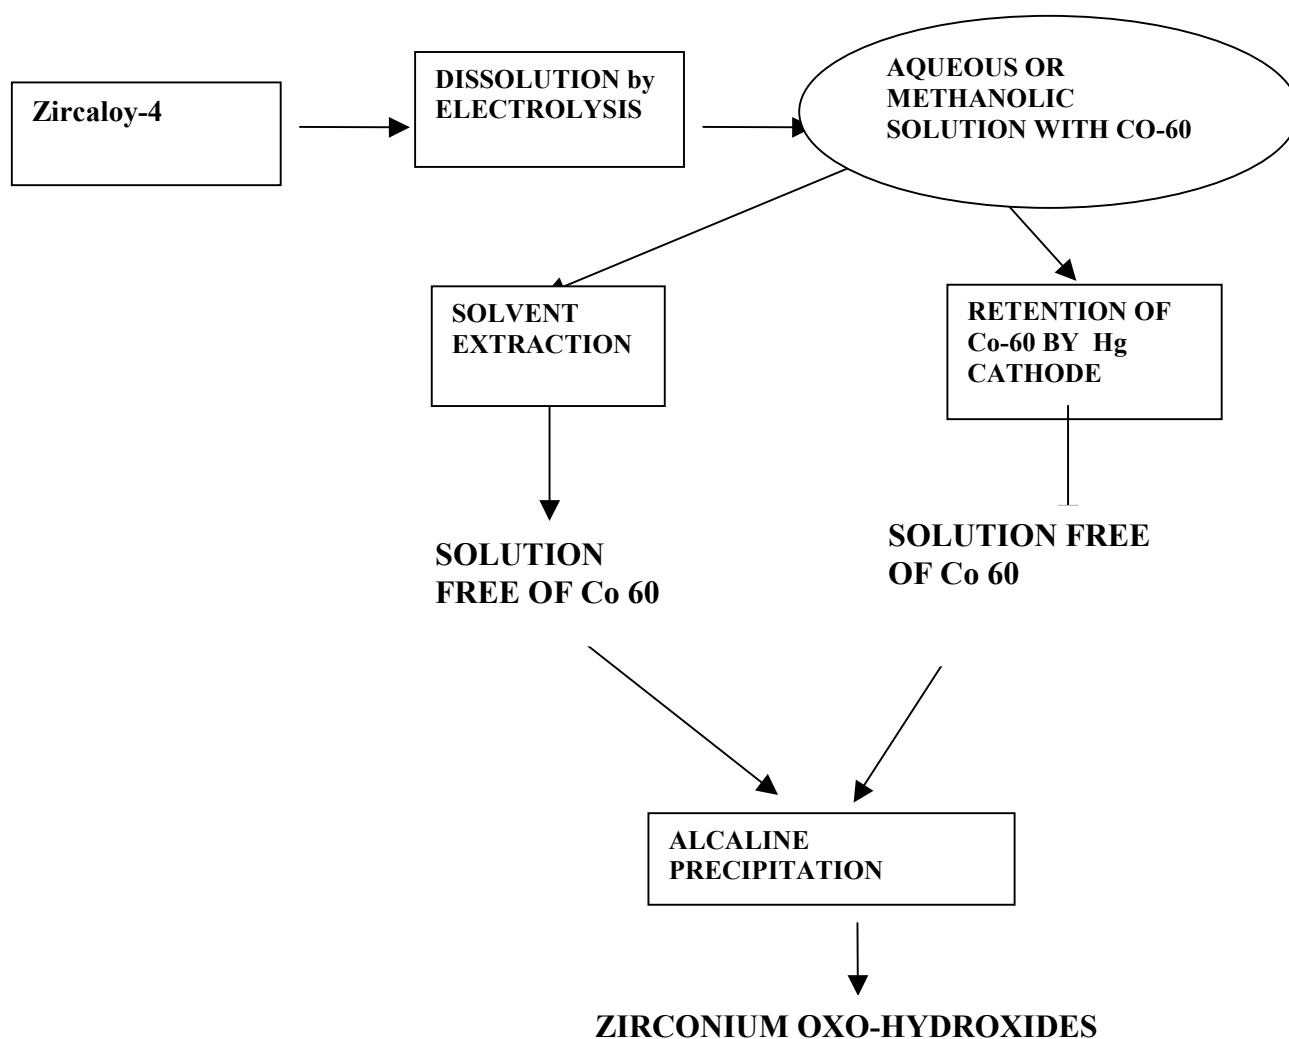 Zircaloy-4
DISSOLUTION by
ELECTROLYSIS
AQUEOUS OR
METHANOLIC
SOLUTION WITH CO-60
SOLVENT
EXTRACTION
RETENTION OF
Co-60 BY Hg
CATHODE
SOLUTION
FREE OF Co 60
SOLUTION FREE
OF Co 60
ALCALINE
PRECIPITATION
ZIRCONIUM OXO-HYDROXIDES